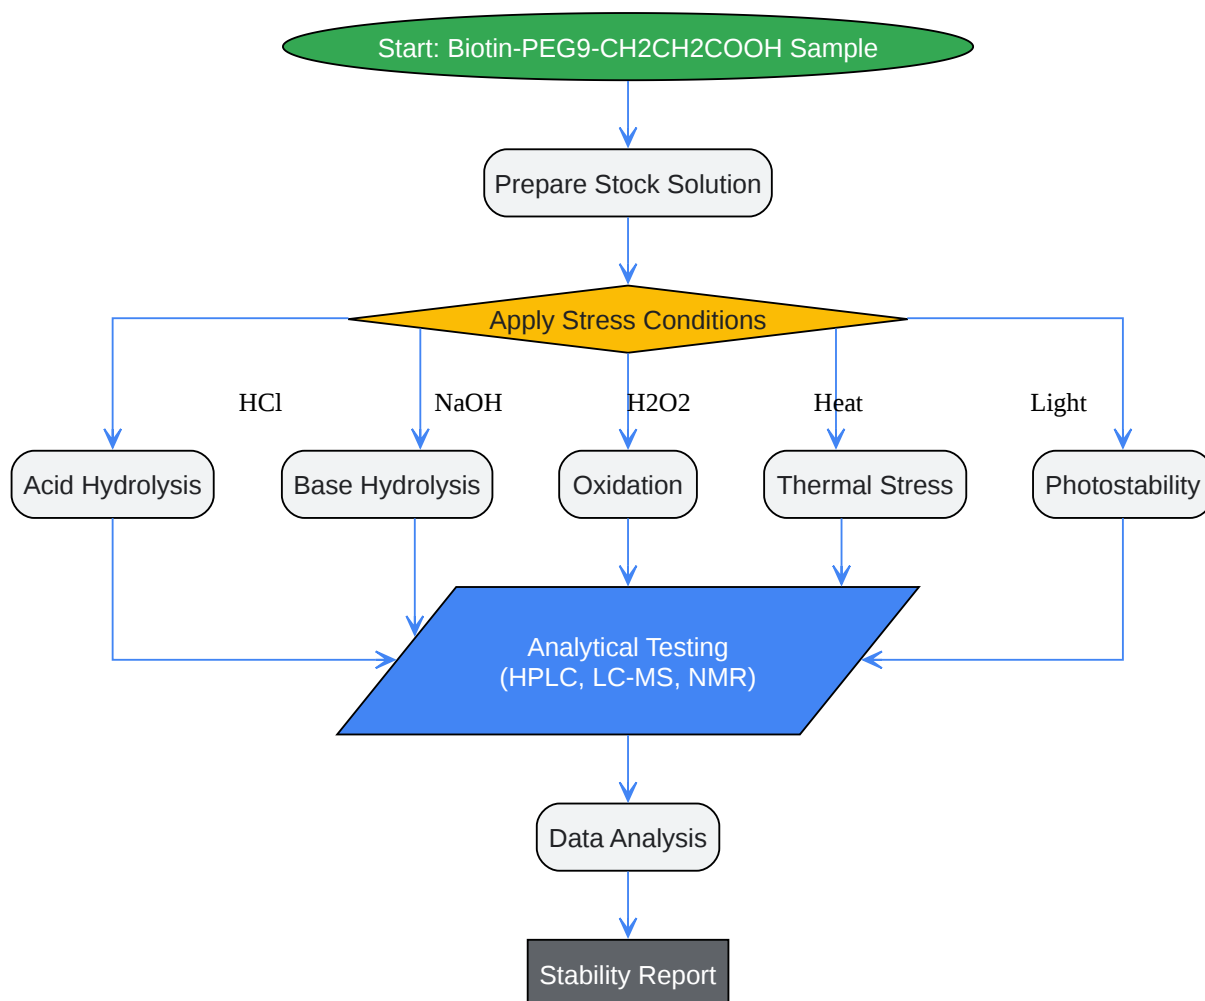 Start: Biotin-PEG9-CH2CH2COOH Sample
Prepare Stock Solution
Apply Stress Conditions
HCl
NaOH
H2O2
Heat
Light
Acid Hydrolysis
Base Hydrolysis
Oxidation
Thermal Stress
Photostability
Analytical Testing
(HPLC, LC-MS, NMR)
Data Analysis
Stability Report